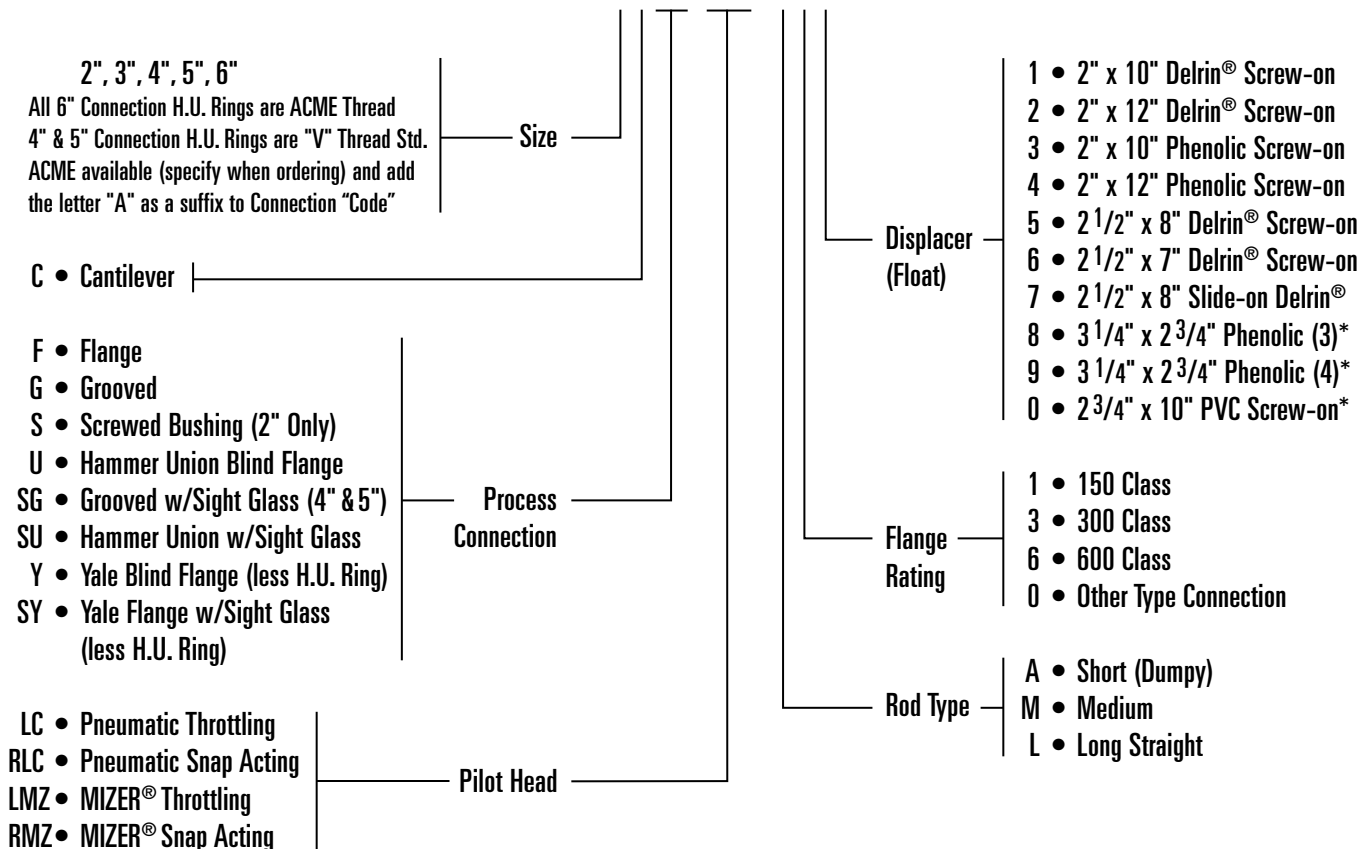 2", 3", 4", 5", 6"
All 6" Connection H.U. Rings are ACME Thread
4" & 5" Connection H.U. Rings are "V" Thread Std.
ACME available (specify when ordering) and add
the letter "A" as a suffix to Connection “Code”
Size
C • Cantilever
F • Flange
G • Grooved
S • Screwed Bushing (2" Only)
U • Hammer Union Blind Flange
SG • Grooved w/Sight Glass (4" & 5")
SU • Hammer Union w/Sight Glass
Y • Yale Blind Flange (less H.U. Ring)
SY • Yale Flange w/Sight Glass
(less H.U. Ring)
Process
Connection
LC • Pneumatic Throttling
RLC • Pneumatic Snap Acting
LMZ • MIZER® Throttling
RMZ • MIZER® Snap Acting
Pilot Head
1 • 2" x 10" Delrin® Screw-on
2 • 2" x 12" Delrin® Screw-on
3 • 2" x 10" Phenolic Screw-on
4 • 2" x 12" Phenolic Screw-on
5 • 2 1/2" x 8" Delrin® Screw-on
6 • 2 1/2" x 7" Delrin® Screw-on
7 • 2 1/2" x 8" Slide-on Delrin®
8 • 3 1/4" x 2 3/4" Phenolic (3)*
9 • 3 1/4" x 2 3/4" Phenolic (4)*
0 • 2 3/4" x 10" PVC Screw-on*
Displacer
(Float)
1 • 150 Class
3 • 300 Class
6 • 600 Class
0 • Other Type Connection
Flange
Rating
A • Short (Dumpy)
M • Medium
L • Long Straight
Rod Type